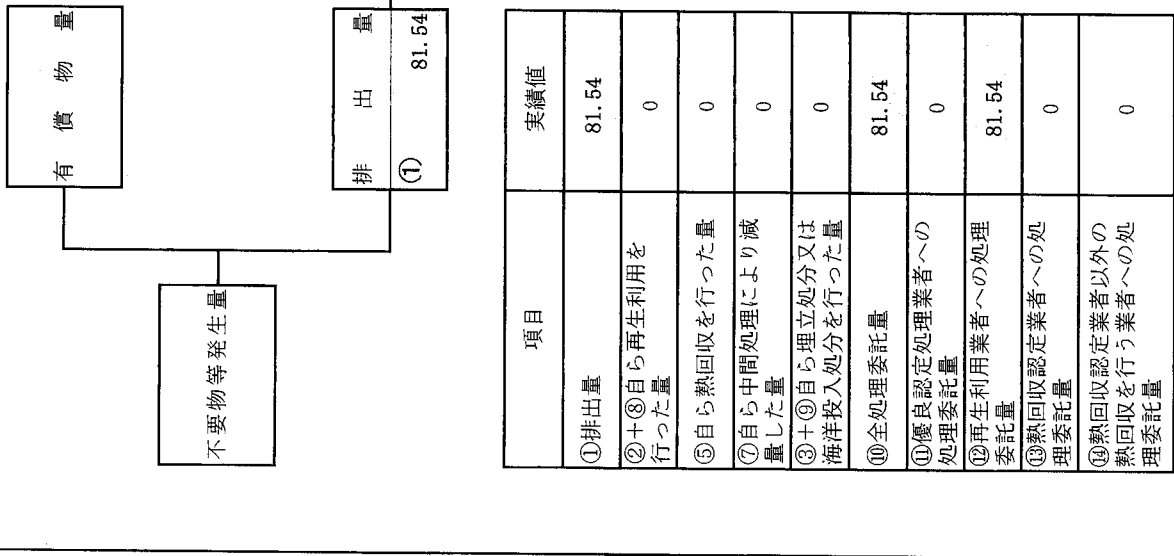 有償物量
不要物等発生量
排出量
① 81.54
項目 実績値
①排出量 81.54
②+⑧自ら再生利用を
行った量 0
⑤自ら熱回収を行った量 0
⑦自ら中間処理により減
量した量 0
③+⑨自ら埋立処分又は
海洋投入処分を行った量 0
⑩全処理委託量 81.54
⑪優良認定処理業者への
処理委託量 0
⑫再生利用業者への処理
委託量 81.54
⑬熱回収認定業者への処
理委託量 0
⑭熱回収認定業者以外の
熱回収を行う業者への処
理委託量 0